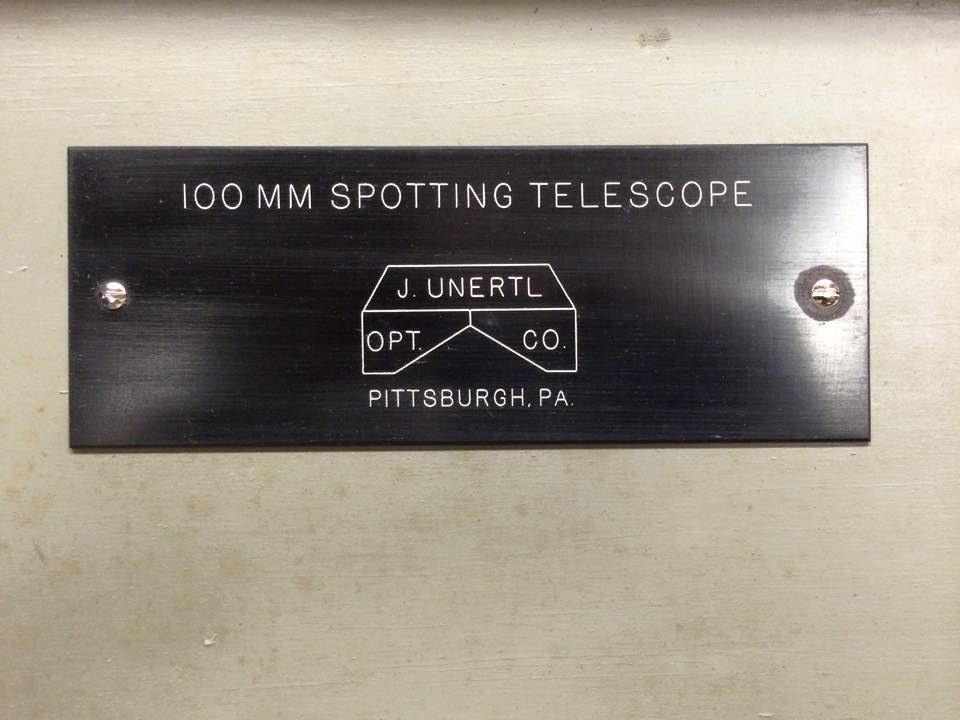 100 MM SPOTTING TELESCOPE
J. UNERTL
OPT. CO.
PITTSBURGH, PA.